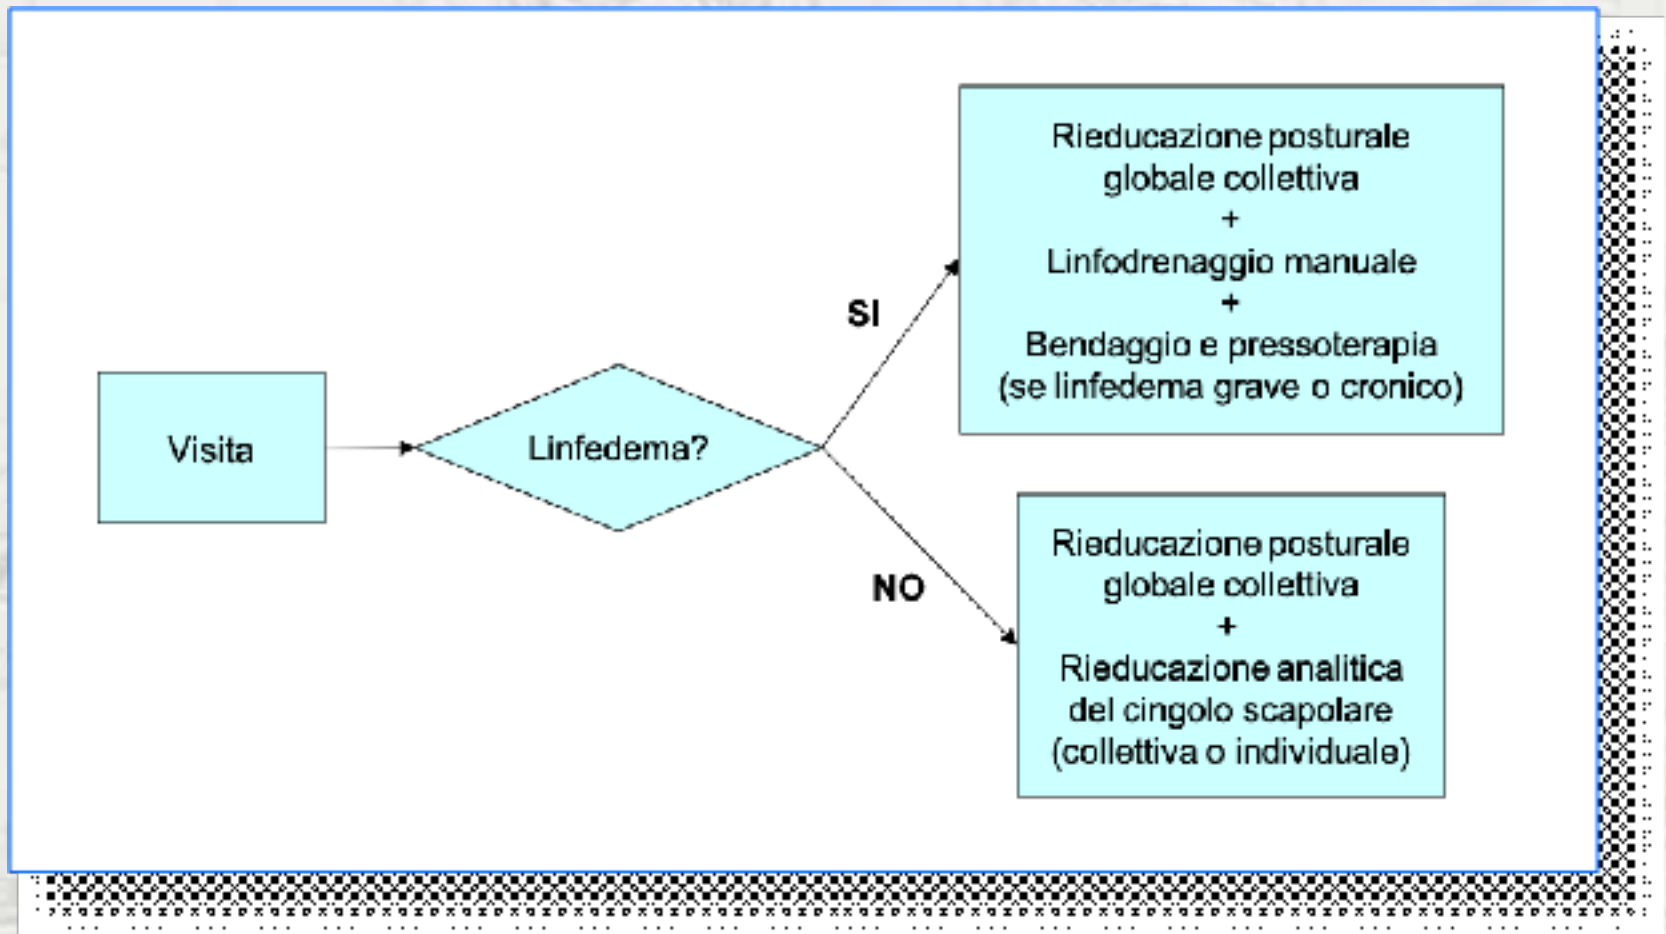 Visita
Linfedema?
SI
Rieducazione posturale
globale collettiva
+
Linfodrenaggio manuale
+
Bendaggio e pressoterapia
(se linfedema grave o cronico)
NO
Rieducazione posturale
globale collettiva
+
Rieducazione analitica
del cingolo scapolare
(collettiva o individuale)